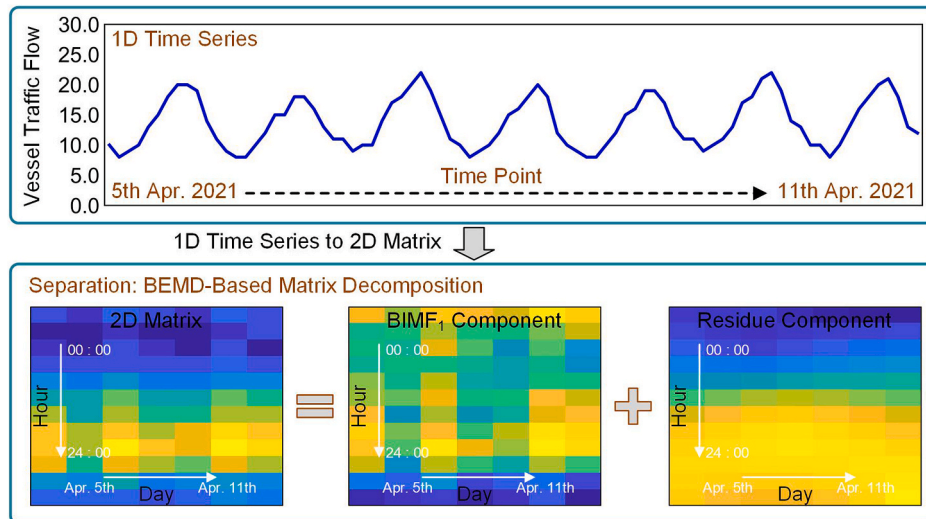 30.0
1D Time Series
25.0
20.0
15.0
10.0
5.0
0.0
Vessel Traffic Flow
Time Point
5th Apr. 2021
11th Apr. 2021
1D Time Series to 2D Matrix
Separation: BEMD-Based Matrix Decomposition
2D Matrix
00 : 00
Hour
24 : 00
Apr. 5th
Day
Apr. 11th
BIMF₁ Component
00 : 00
Hour
24 : 00
Apr. 5th
Day
Apr. 11th
Residue Component
00 : 00
Hour
24 : 00
Apr. 5th
Day
Apr. 11th